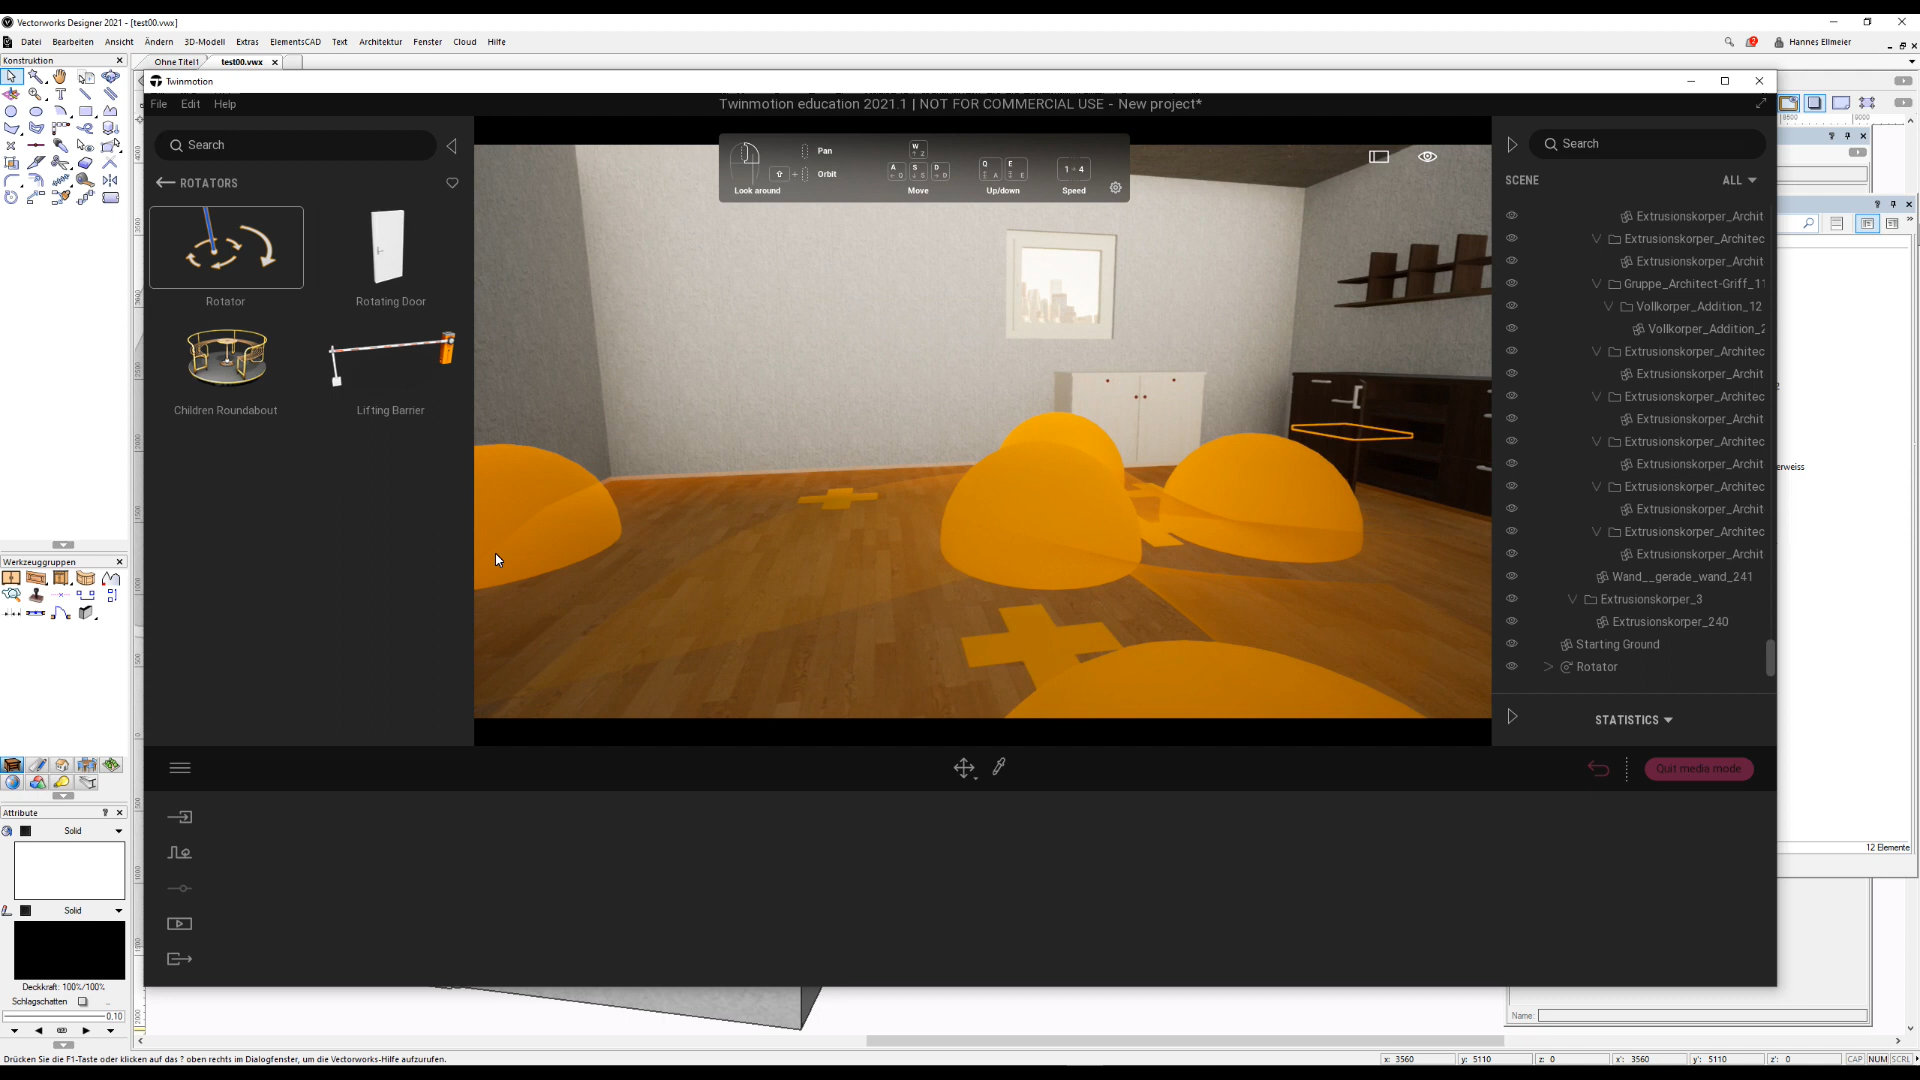 Vectorworks Designer 2021 - [test00.vwx]
Datei Bearbeiten Ansicht Ändern 3D-Modell Extras ElementsCAD Text Architektur Fenster Cloud Hilfe
2 Hannes Ellmeier
Konstruktion
Ohne Titel1 test00.vwx
Twinmotion
File Edit Help
Twinmotion education 2021.1 | NOT FOR COMMERCIAL USE - New project*
Search
ROTATORS
Rotator
Rotating Door
Children Roundabout
Lifting Barrier
Look around
Pan
Orbit
Move
Up/down
Speed
Search
SCENE
ALL
Extrusionskorper_Archit
Extrusionskorper_Architec
Extrusionskorper_Archit
Gruppe_Architect-Griff_11
Vollkorper_Addition_12
Vollkorper_Addition_2
Extrusionskorper_Architec
Extrusionskorper_Archit
Extrusionskorper_Architec
Extrusionskorper_Archit
Extrusionskorper_Architec
Extrusionskorper_Archit
Extrusionskorper_Architec
Extrusionskorper_Archit
Extrusionskorper_Architec
Extrusionskorper_Archit
Wand__gerade_wand_241
Extrusionskorper_3
Extrusionskorper_240
Starting Ground
Rotator
STATISTICS
Quit media mode
erweiss
12 Elemente
Name:
Werkzeuggruppen
Attribute
Solid
Solid
Deckkraft: 100%/100%
Schlagschatten
0.10
Drücken Sie die F1-Taste oder klicken auf das ? oben rechts im Dialogfenster, um die Vectorworks-Hilfe aufzurufen.
x: 3560 y: 5110 z: 0 x': 3560 y': 5110 z': 0 CAP NUM SCRL